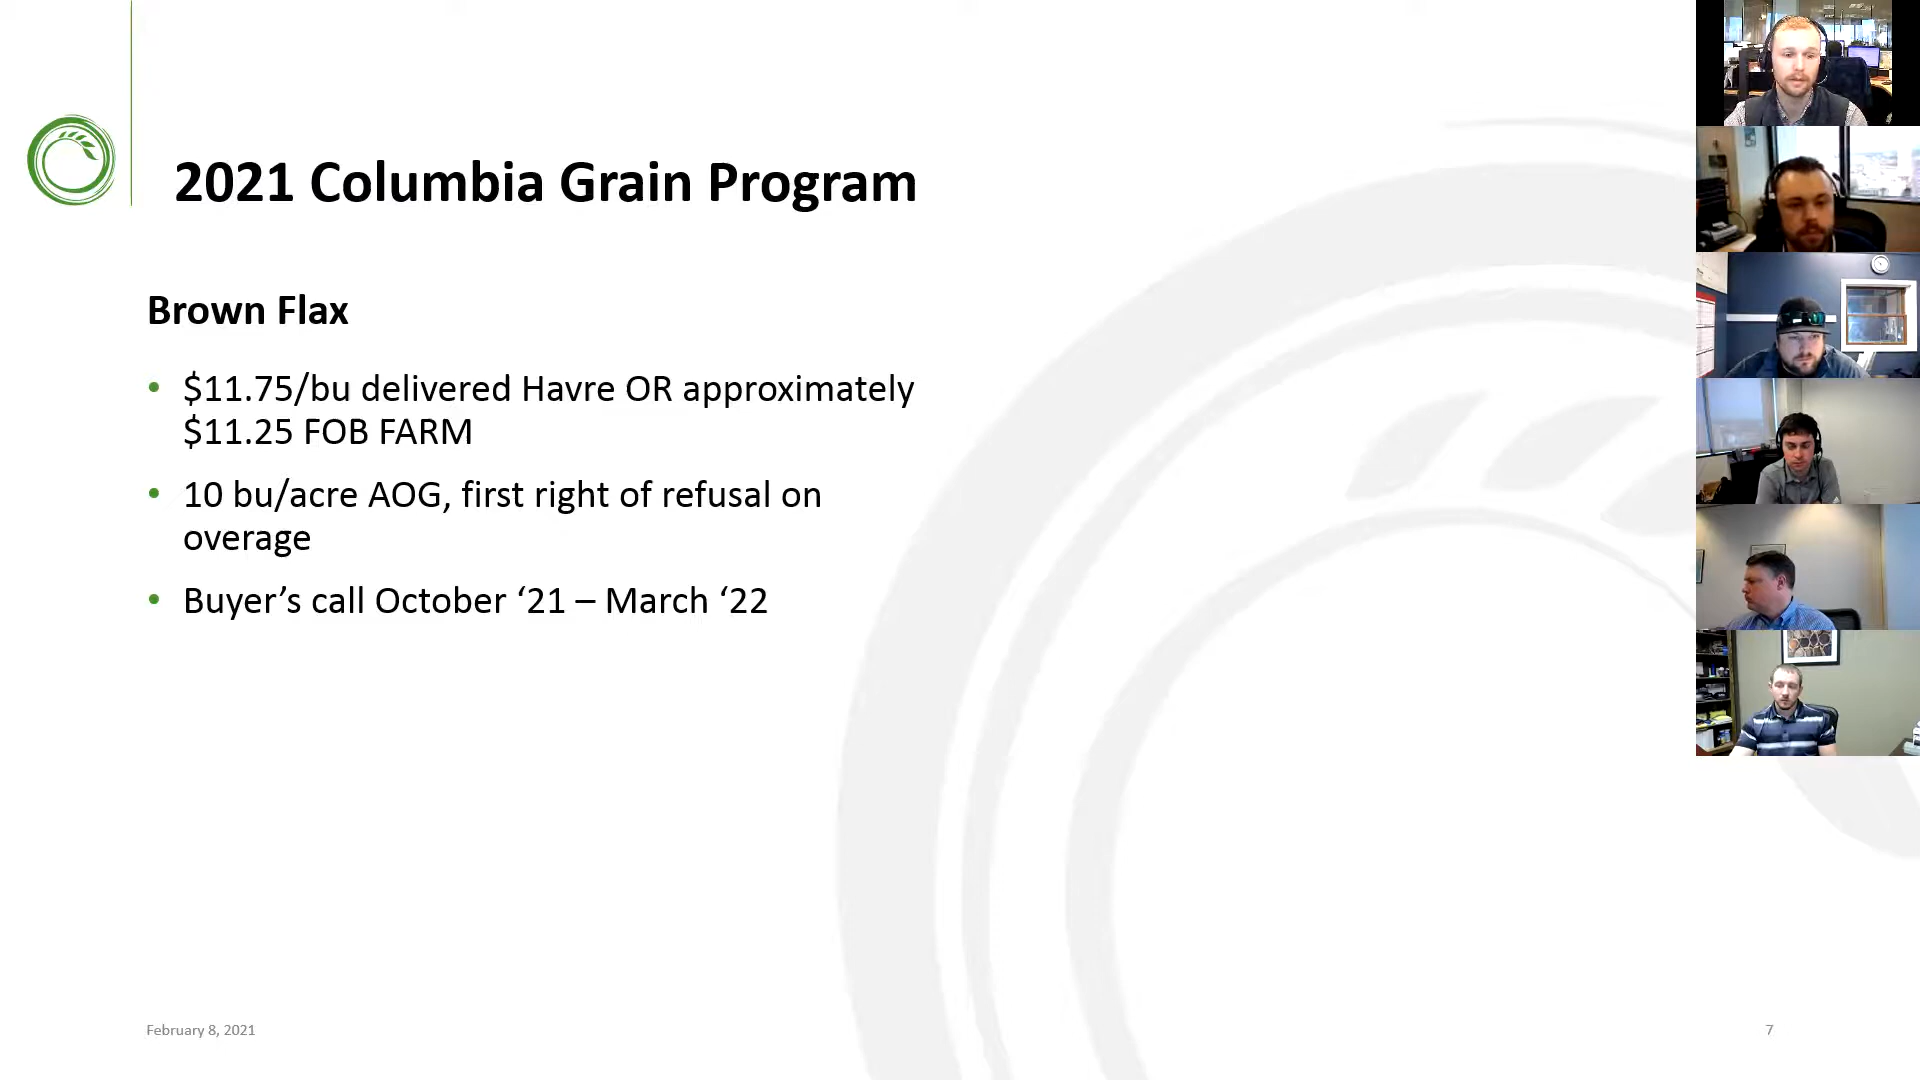 2021 Columbia Grain Program
Brown Flax
• $11.75/bu delivered Havre OR approximately
$11.25 FOB FARM
• 10 bu/acre AOG, first right of refusal on
overage
• Buyer’s call October ‘21 – March ‘22
February 8, 2021
7